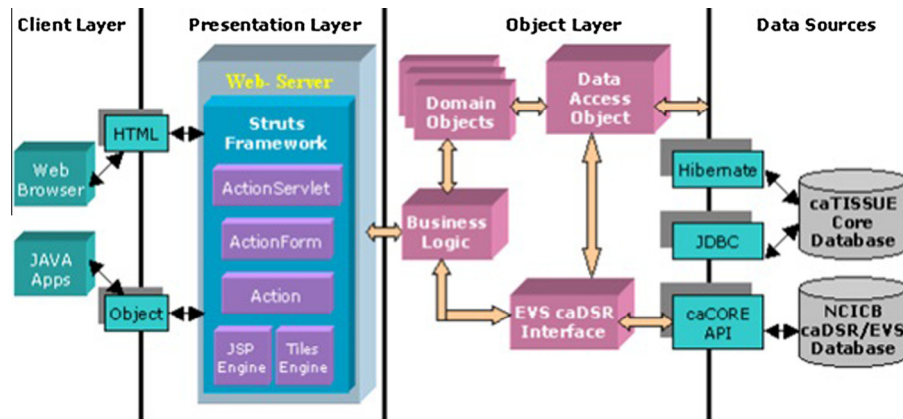 Client Layer
Presentation Layer
Object Layer
Data Sources
Web- Server
Struts
Framework
ActionServlet
ActionForm
Action
JSP
Engine
Tiles
Engine
HTML
Web
Browser
JAVA
Apps
Object
Domain
Objects
Data
Access
Object
Business
Logic
EVS caDSR
Interface
Hibernate
JDBC
caCORE
API
caTISSUE
Core
Database
NCICB
caDSR/EVS
Database